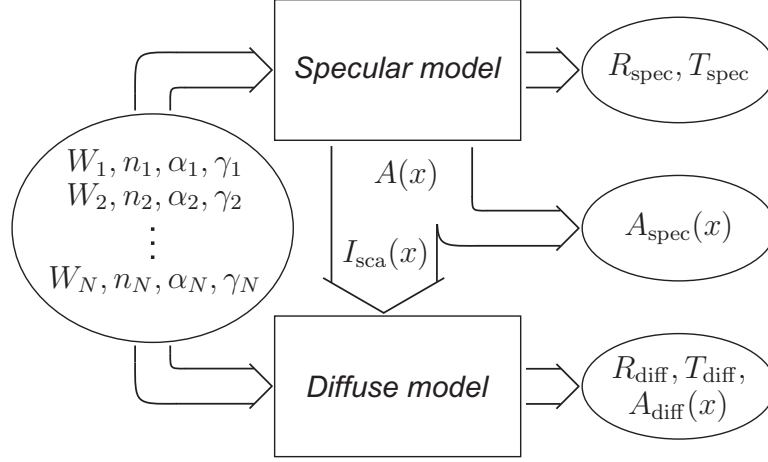 Specular model
R_spec, T_spec
W_1, n_1, α_1, γ_1
W_2, n_2, α_2, γ_2
⋮
W_N, n_N, α_N, γ_N
A(x)
I_sca(x)
A_spec(x)
Diffuse model
R_diff, T_diff,
A_diff(x)